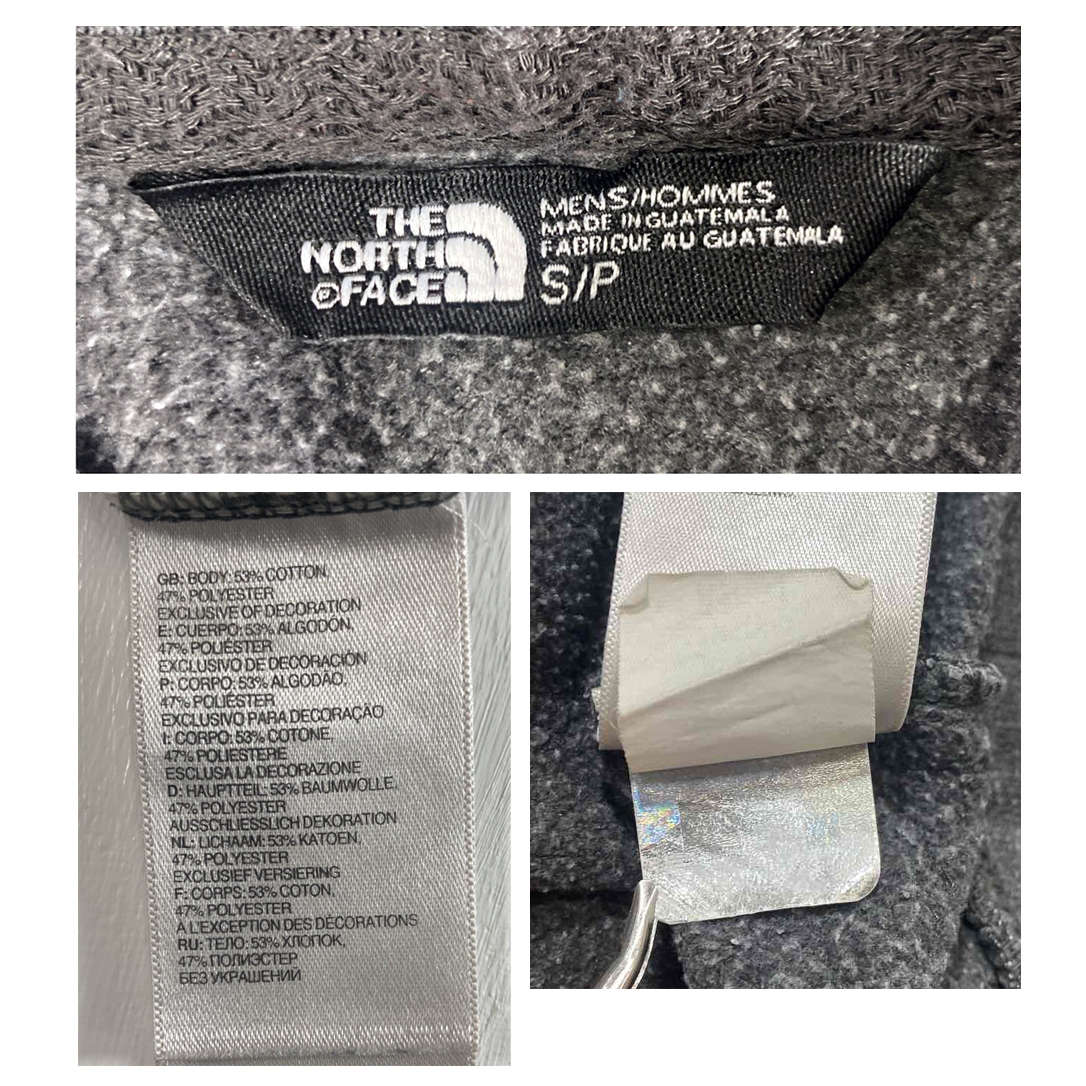 THE
NORTH
®FACE
MENS/HOMMES
MADE IN GUATEMALA
FABRIQUE AU GUATEMALA
S/P
GB: BODY: 53% COTTON,
47% POLYESTER
EXCLUSIVE OF DECORATION
E: CUERPO: 53% ALGODON,
47% POLIÉSTER
EXCLUSIVO DE DECORACIÓN
P: CORPO: 53% ALGODÃO,
47% POLIÉSTER
EXCLUSIVO PARA DECORAÇÃO
I: CORPO: 53% COTONE,
47% POLIESTERE
ESCLUSA LA DECORAZIONE
D: HAUPTTEIL: 53% BAUMWOLLE,
47% POLYESTER
AUSSCHLIESSLICH DEKORATION
NL: LICHAAM: 53% KATOEN,
47% POLYESTER
EXCLUSIEF VERSIERING
F: CORPS: 53% COTON,
47% POLYESTER
À L'EXCEPTION DES DÉCORATIONS
RU: ТЕЛО: 53% ХЛОПОК,
47% ПОЛИЭСТЕР
БЕЗ УКРАШЕНИЙ